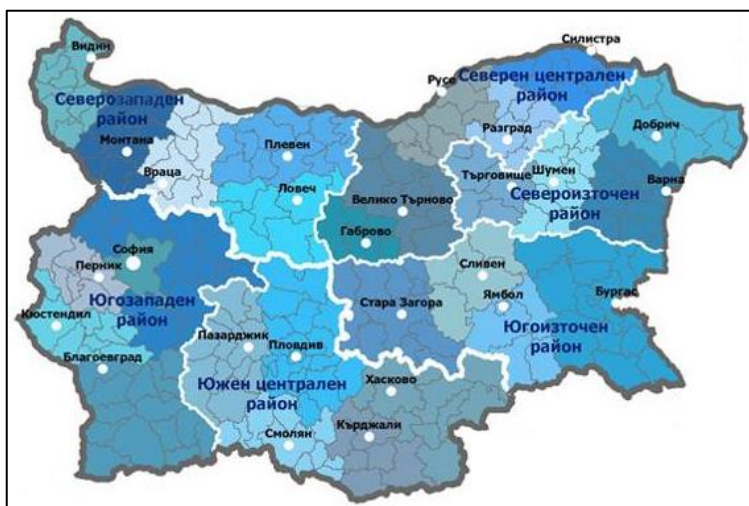 Силистра
Видин
Северен централен
район
Русе
Северозападен
район
Разград
Добрич
Монтана
Плевен
Враца
Търговище
Шумен
Ловеч
Велико Търново
Североизточен
район
Варна
Габрово
София
Перник
Сливен
Югозападен
район
Стара Загора
Ямбол
Бургас
Кюстендил
Югоизточен
район
Пазарджик
Пловдив
Благоевград
Южен централен
район
Хасково
Смолян
Кърджали